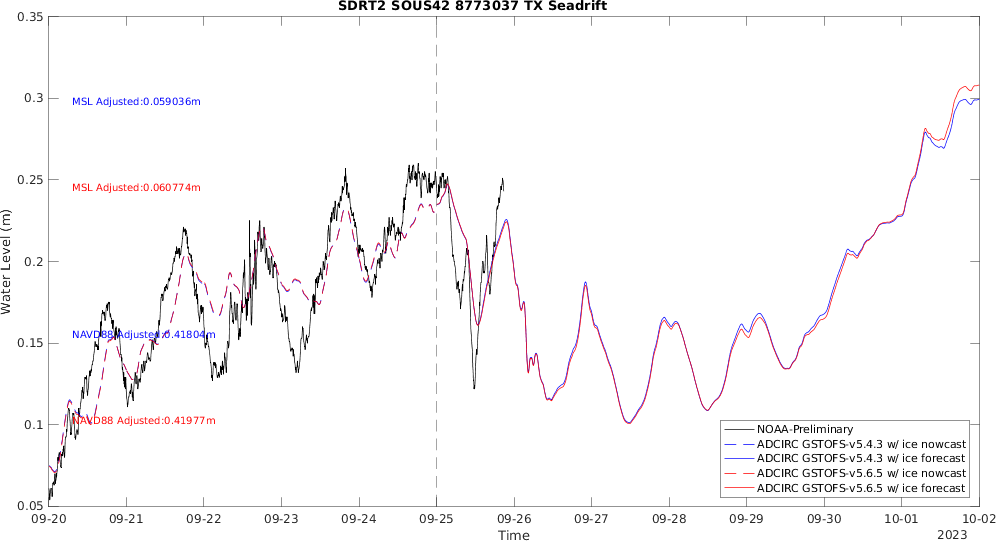 SDRT2 SOUS42 8773037 TX Seadrift
0.35
0.3
0.25
0.2
0.15
0.1
0.05
Water Level (m)
MSL Adjusted:0.059036m
MSL Adjusted:0.060774m
NAVD88 Adjusted:0.41804m
NAVD88 Adjusted:0.41977m
NOAA-Preliminary
ADCIRC GSTOFS-v5.4.3 w/ ice nowcast
ADCIRC GSTOFS-v5.4.3 w/ ice forecast
ADCIRC GSTOFS-v5.6.5 w/ ice nowcast
ADCIRC GSTOFS-v5.6.5 w/ ice forecast
09-20 09-21 09-22 09-23 09-24 09-25 09-26 09-27 09-28 09-29 09-30 10-01 10-02
Time
2023